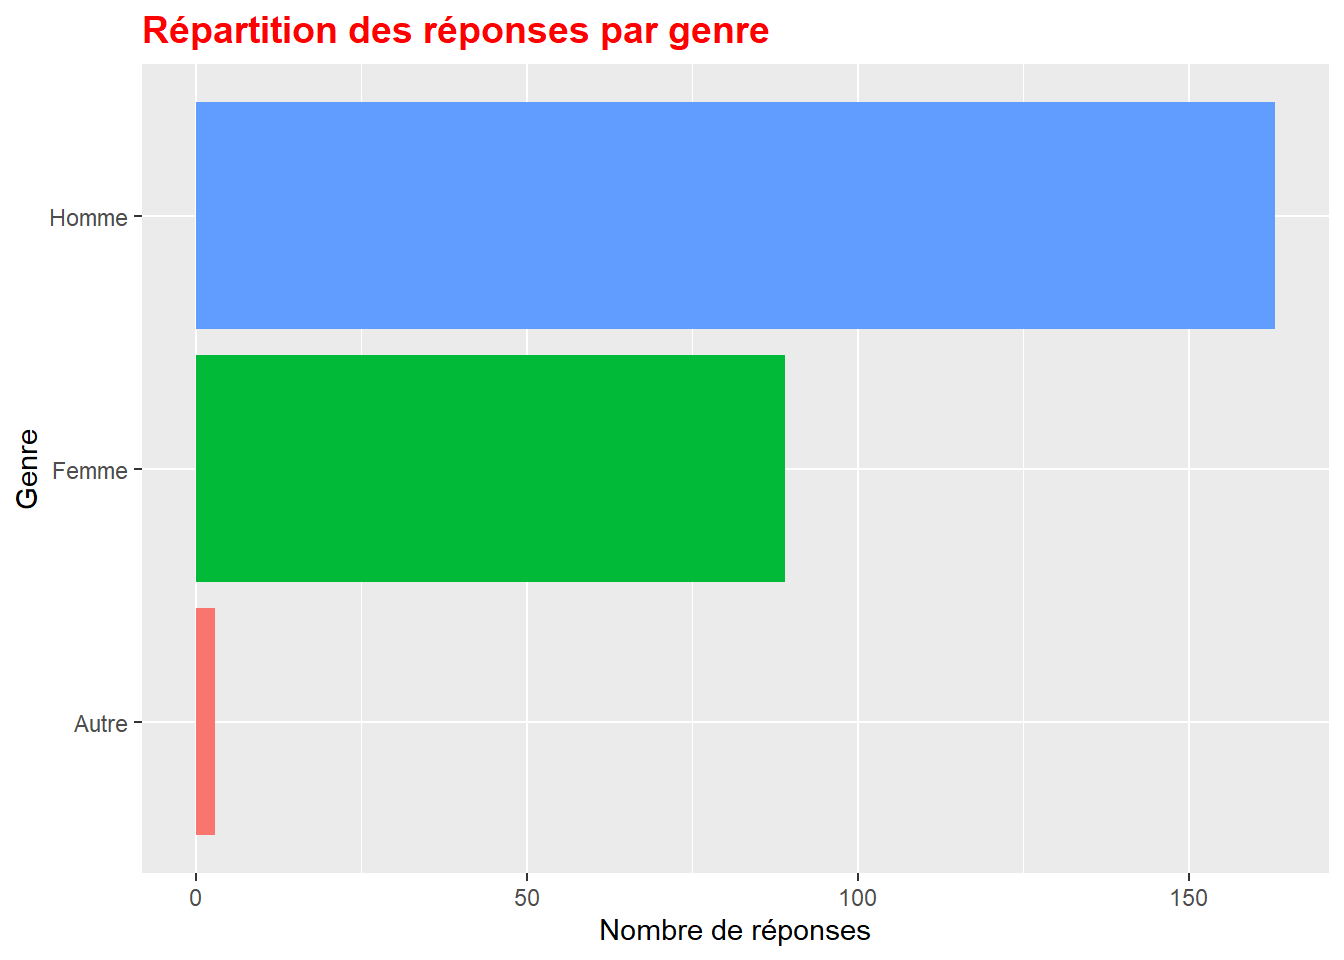 Répartition des réponses par genre
Homme
Femme
Autre
Genre
0
50
100
150
Nombre de réponses